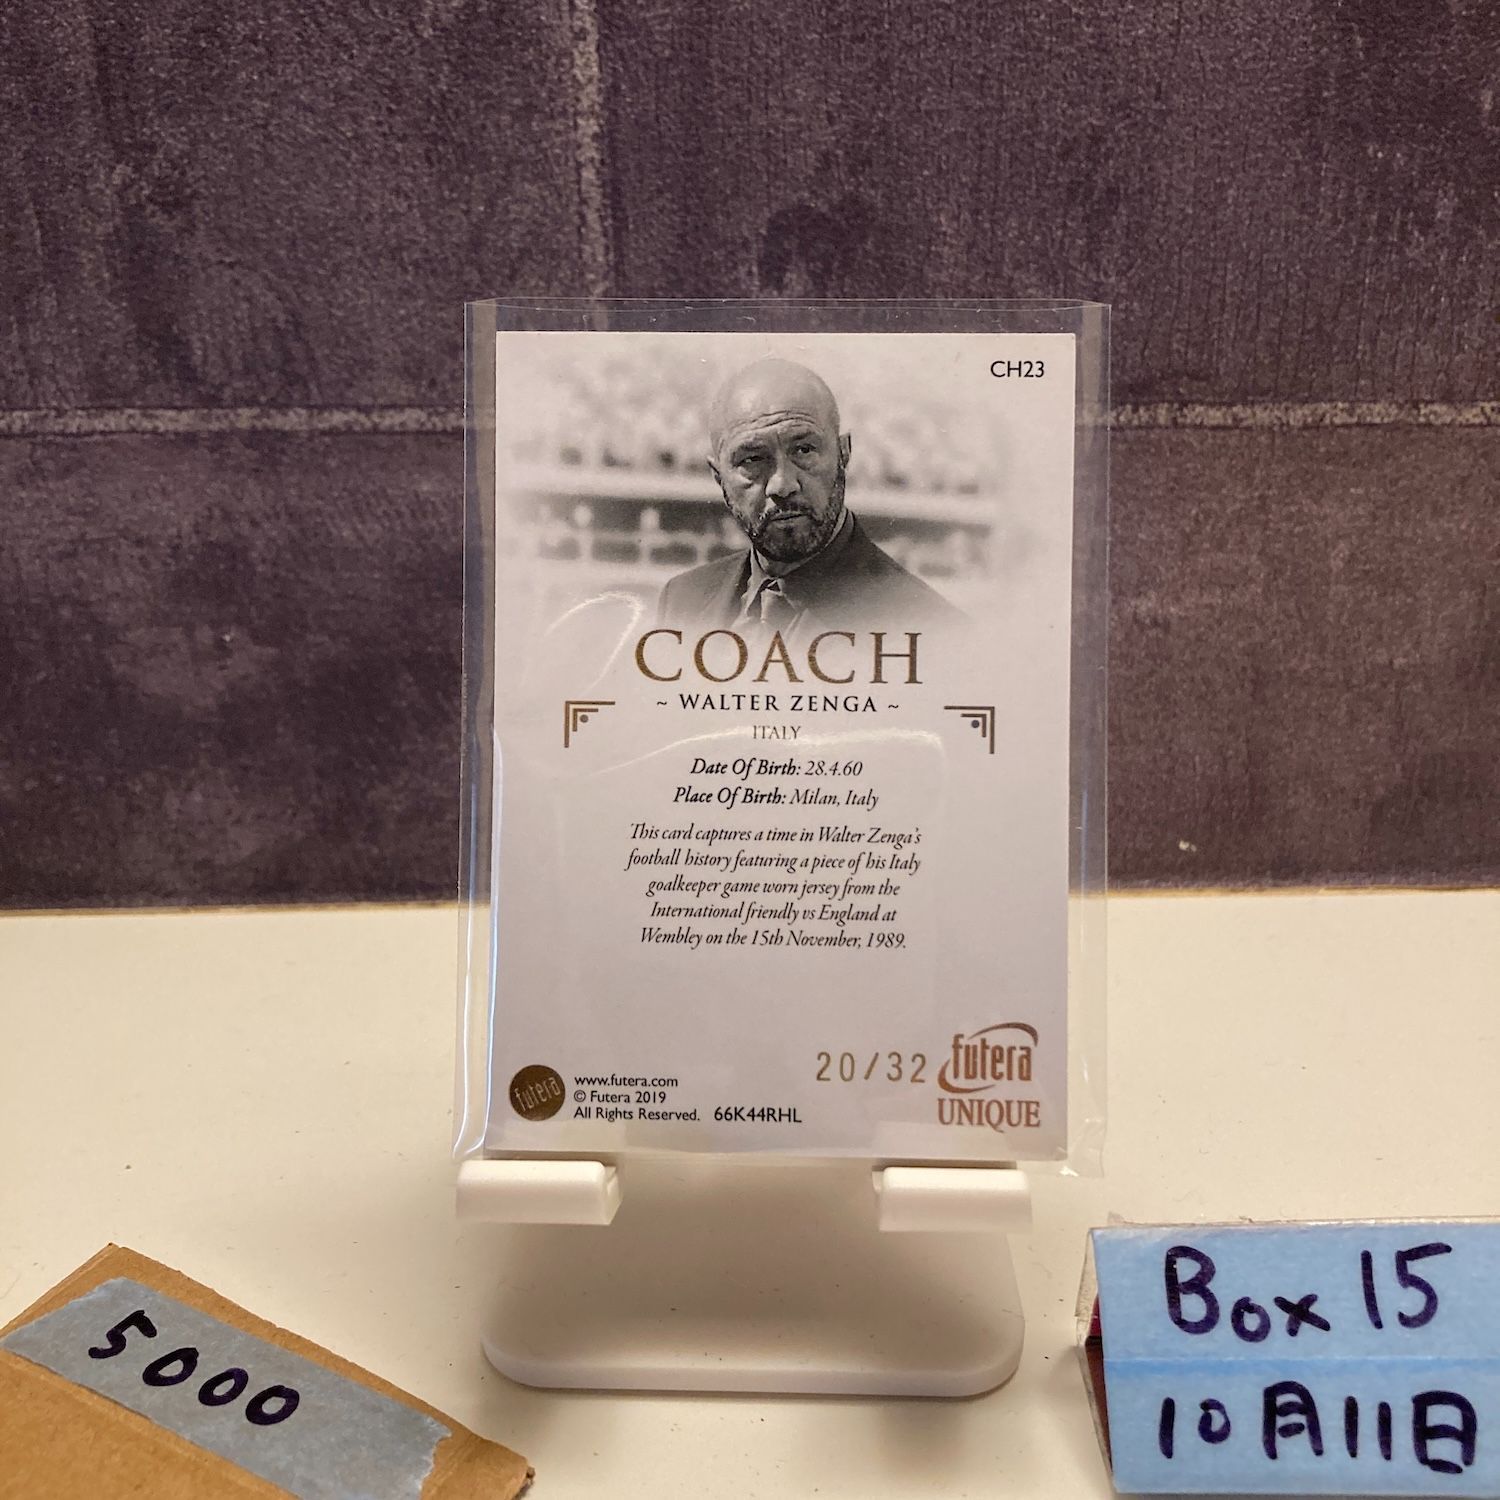 CH23
COACH
~ WALTER ZENGA ~
ITALY
Date Of Birth: 28.4.60
Place Of Birth: Milan, Italy
This card captures a time in Walter Zenga's
football history featuring a piece of his Italy
goalkeeper game worn jersey from the
International friendly vs England at
Wembley on the 15th November, 1989.
20/32
futera
UNIQUE
futera
www.futera.com
© Futera 2019
All Rights Reserved. 66K44RHL
5000
Box 15
10月11日